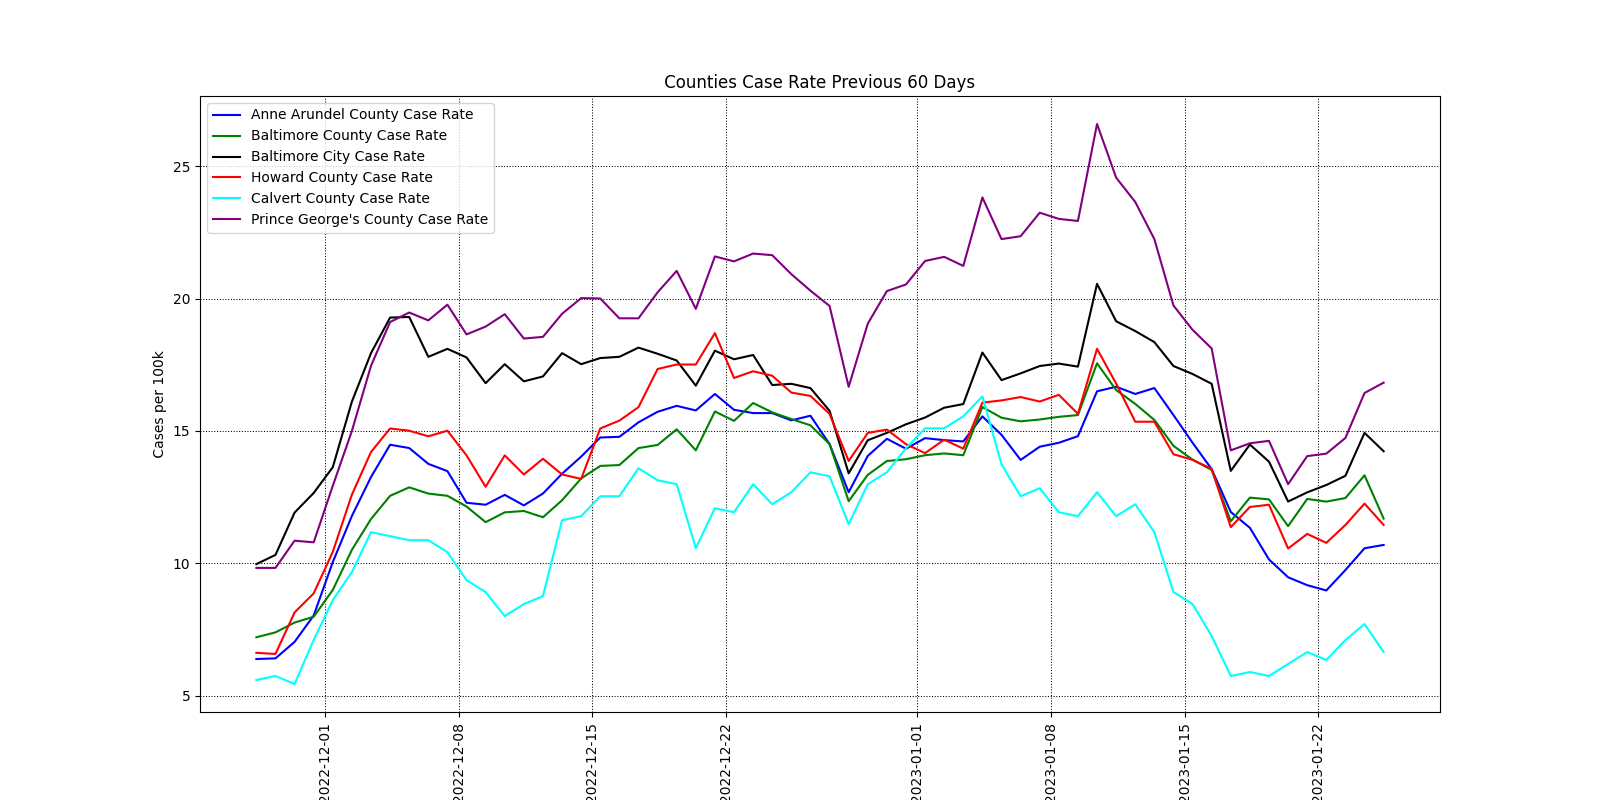 Counties Case Rate Previous 60 Days
Anne Arundel County Case Rate
Baltimore County Case Rate
Baltimore City Case Rate
Howard County Case Rate
Calvert County Case Rate
Prince George's County Case Rate
Cases per 100k
25
20
15
10
5
2022-12-01
2022-12-08
2022-12-15
2022-12-22
2023-01-01
2023-01-08
2023-01-15
2023-01-22